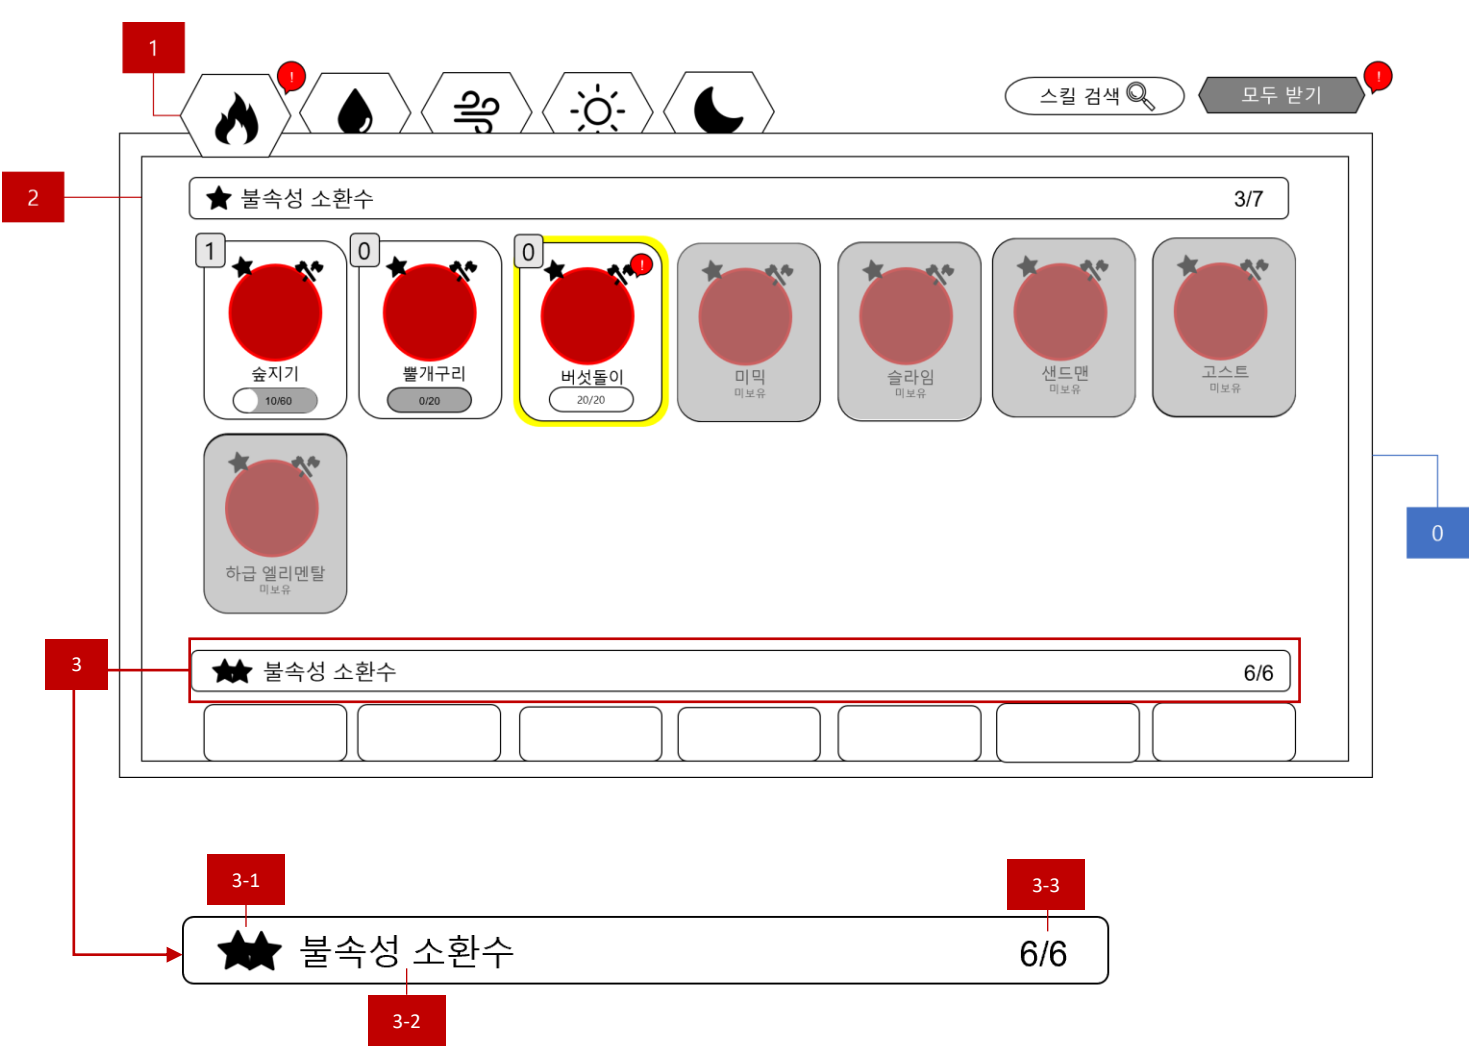 1
!
스킬 검색
모두 받기
!
2
불속성 소환수
3/7
1
숲지기
10/60
0
뿔개구리
0/20
0
!
버섯돌이
20/20
미믹
미보유
슬라임
미보유
샌드맨
미보유
고스트
미보유
하급 엘리멘탈
미보유
0
3
불속성 소환수
6/6
3-1
3-3
불속성 소환수
6/6
3-2